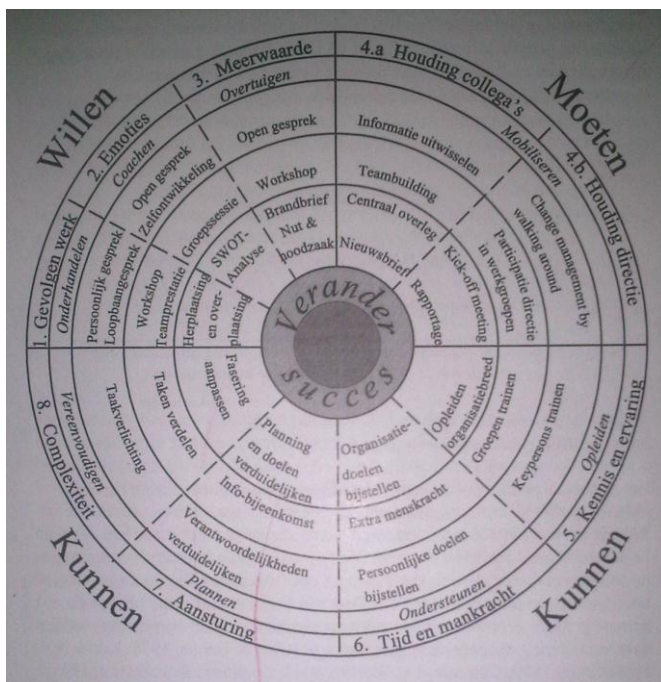 Willen
Moeten
Kunnen
Kunnen
Verander
succes
1. Gevolgen werk
Onderhandelen
Persoonlijk gesprek
Loopbaangesprek
Workshop
Teamprestatie
Herplaatsing
en over-
plaatsing
2. Emoties
Coachen
Open gesprek
Zelfontwikkeling
Groepssessie
SWOT-
Analyse
3. Meerwaarde
Overtuigen
Open gesprek
Workshop
Brandbrief
Nut &
noodzaak
4.a Houding collega's
Mobiliseren
Informatie uitwisselen
Teambuilding
Centraal overleg
Nieuwsbrief
4.b. Houding directie
Change management by
walking around
Participatie directie
in werkgroepen
Kick-off meeting
Rapportage
5. Kennis en ervaring
Opleiden
Keypersons trainen
Groepen trainen
Opleiden
organisatiebreed
6. Tijd en mankracht
Ondersteunen
Persoonlijke doelen
bijstellen
Extra menskracht
Organisatie-
doelen
bijstellen
7. Aansturing
Plannen
Verantwoordelijkheden
verduidelijken
Info-bijeenkomst
Planning
en doelen
verduidelijken
8. Complexiteit
Vereenvoudigen
Taakverlichting
Taken verdelen
Fasering
aanpassen